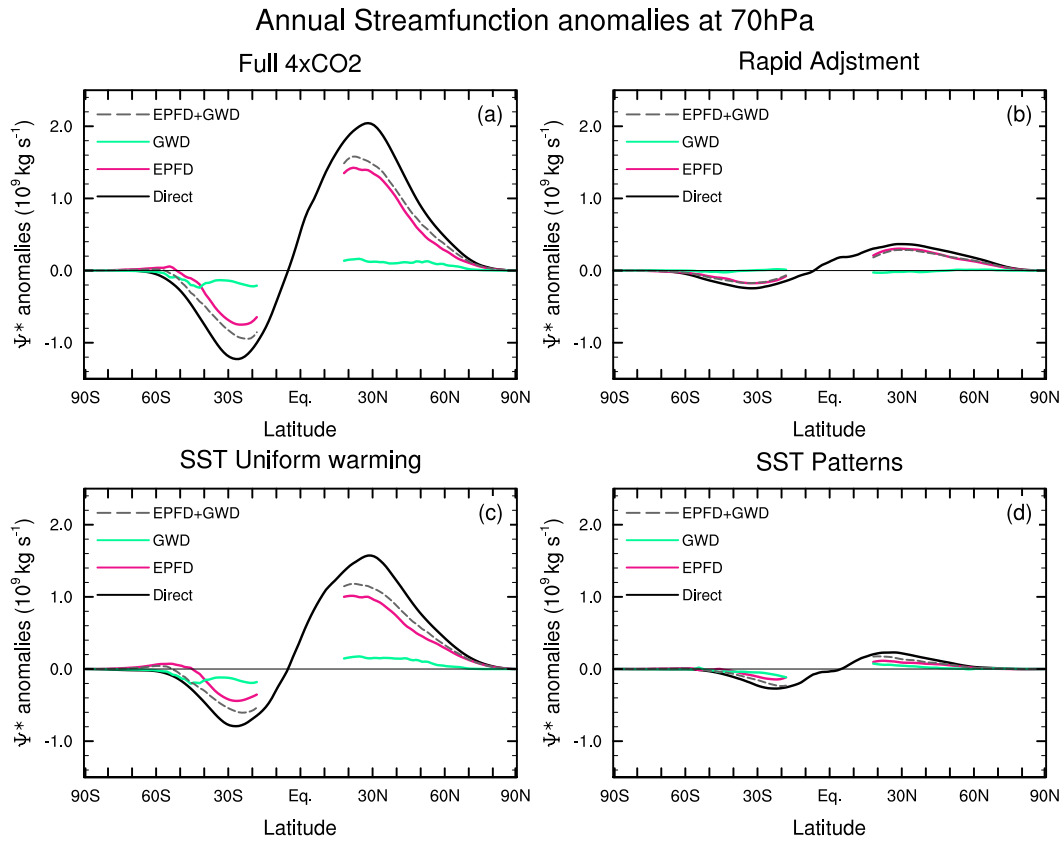 Annual Streamfunction anomalies at 70hPa
Full 4xCO2
(a)
EPFD+GWD
GWD
EPFD
Direct
2.0
1.0
0.0
-1.0
Ψ* anomalies (10⁹ kg s⁻¹)
90S 60S 30S Eq. 30N 60N 90N
Latitude
Rapid Adjstment
(b)
EPFD+GWD
GWD
EPFD
Direct
2.0
1.0
0.0
-1.0
Ψ* anomalies (10⁹ kg s⁻¹)
90S 60S 30S Eq. 30N 60N 90N
Latitude
SST Uniform warming
(c)
EPFD+GWD
GWD
EPFD
Direct
2.0
1.0
0.0
-1.0
Ψ* anomalies (10⁹ kg s⁻¹)
90S 60S 30S Eq. 30N 60N 90N
Latitude
SST Patterns
(d)
EPFD+GWD
GWD
EPFD
Direct
2.0
1.0
0.0
-1.0
Ψ* anomalies (10⁹ kg s⁻¹)
90S 60S 30S Eq. 30N 60N 90N
Latitude